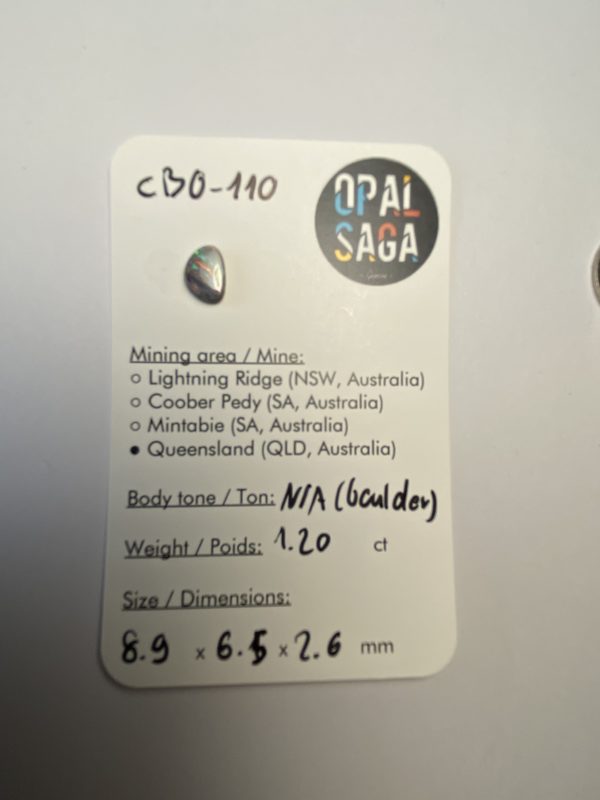 CBO-110
OPAL
SAGA
Mining area / Mine:
Lightning Ridge (NSW, Australia)
Coober Pedy (SA, Australia)
Mintabie (SA, Australia)
Queensland (QLD, Australia)
Body tone / Ton: N/A (boulder)
Weight / Poids: 1.20 ct
Size / Dimensions:
8.9 x 6.5 x 2.6 mm